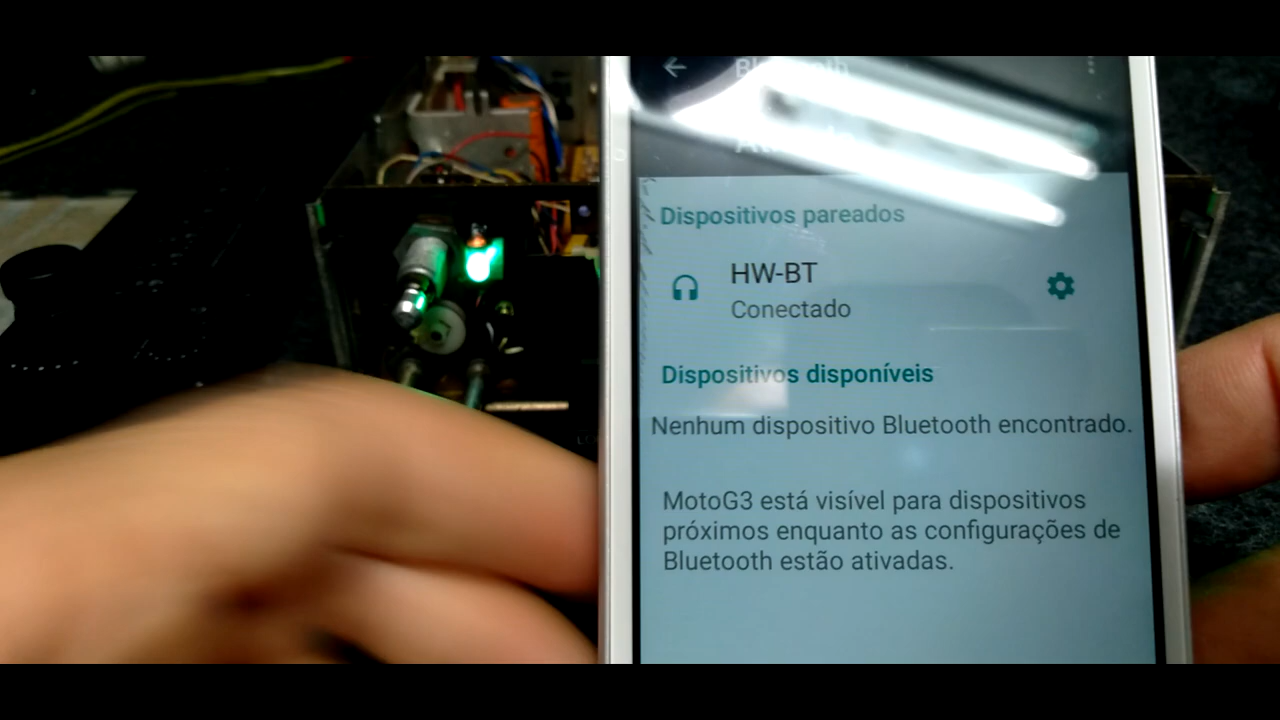 Bluetooth
Dispositivos pareados
HW-BT
Conectado
Dispositivos disponíveis
Nenhum dispositivo Bluetooth encontrado.
MotoG3 está visível para dispositivos
próximos enquanto as configurações de
Bluetooth estão ativadas.